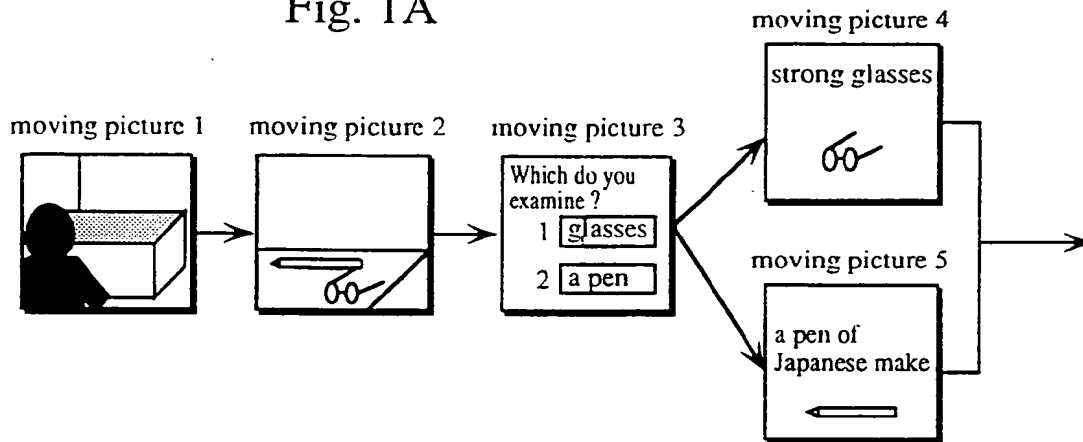 Fig. 1A
moving picture 1
moving picture 2
moving picture 3
Which do you
examine ?
1 glasses
2 a pen
moving picture 4
strong glasses
moving picture 5
a pen of
Japanese make